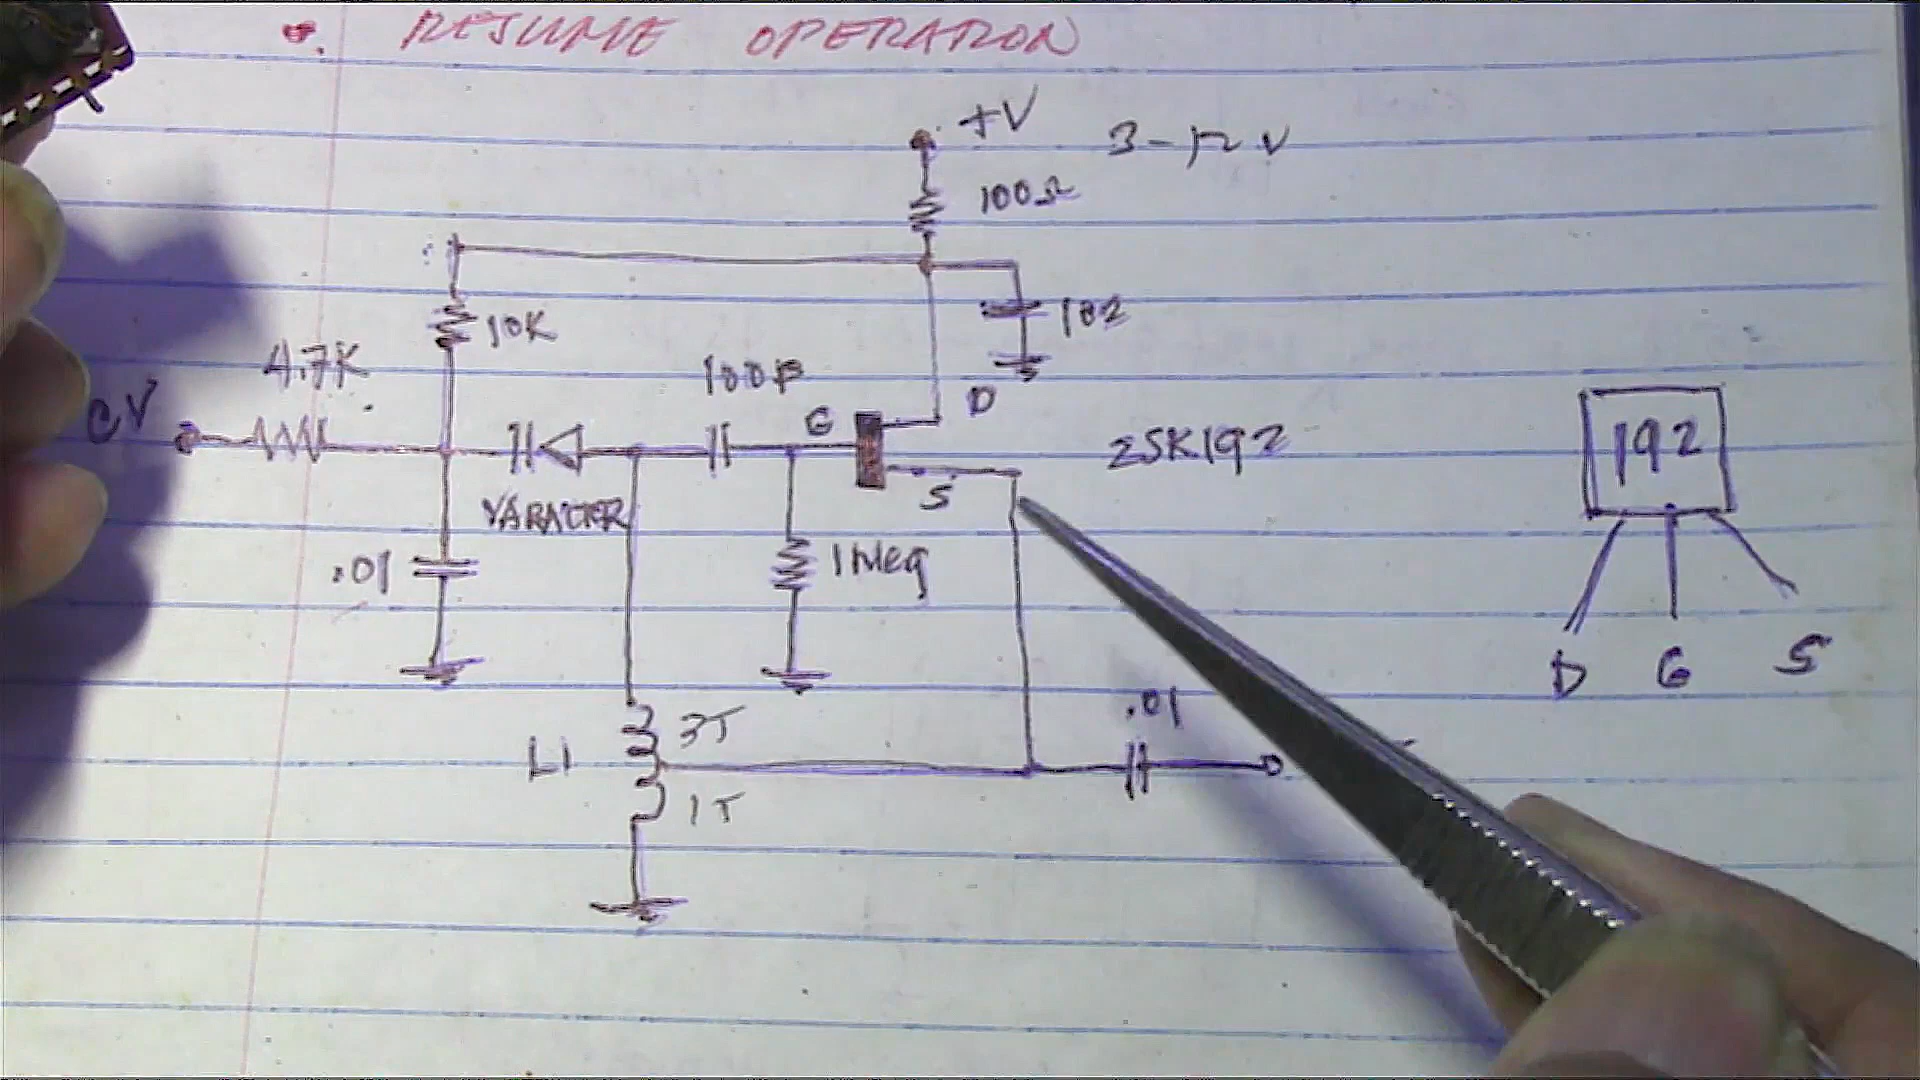 RESUME OPERATION
+V
3-12V
100Ω
10K
102
4.7K
100P
CV
G
D
2SK192
192
VARACTER
S
.01
1Meg
D G S
3T
.01
L1
1T